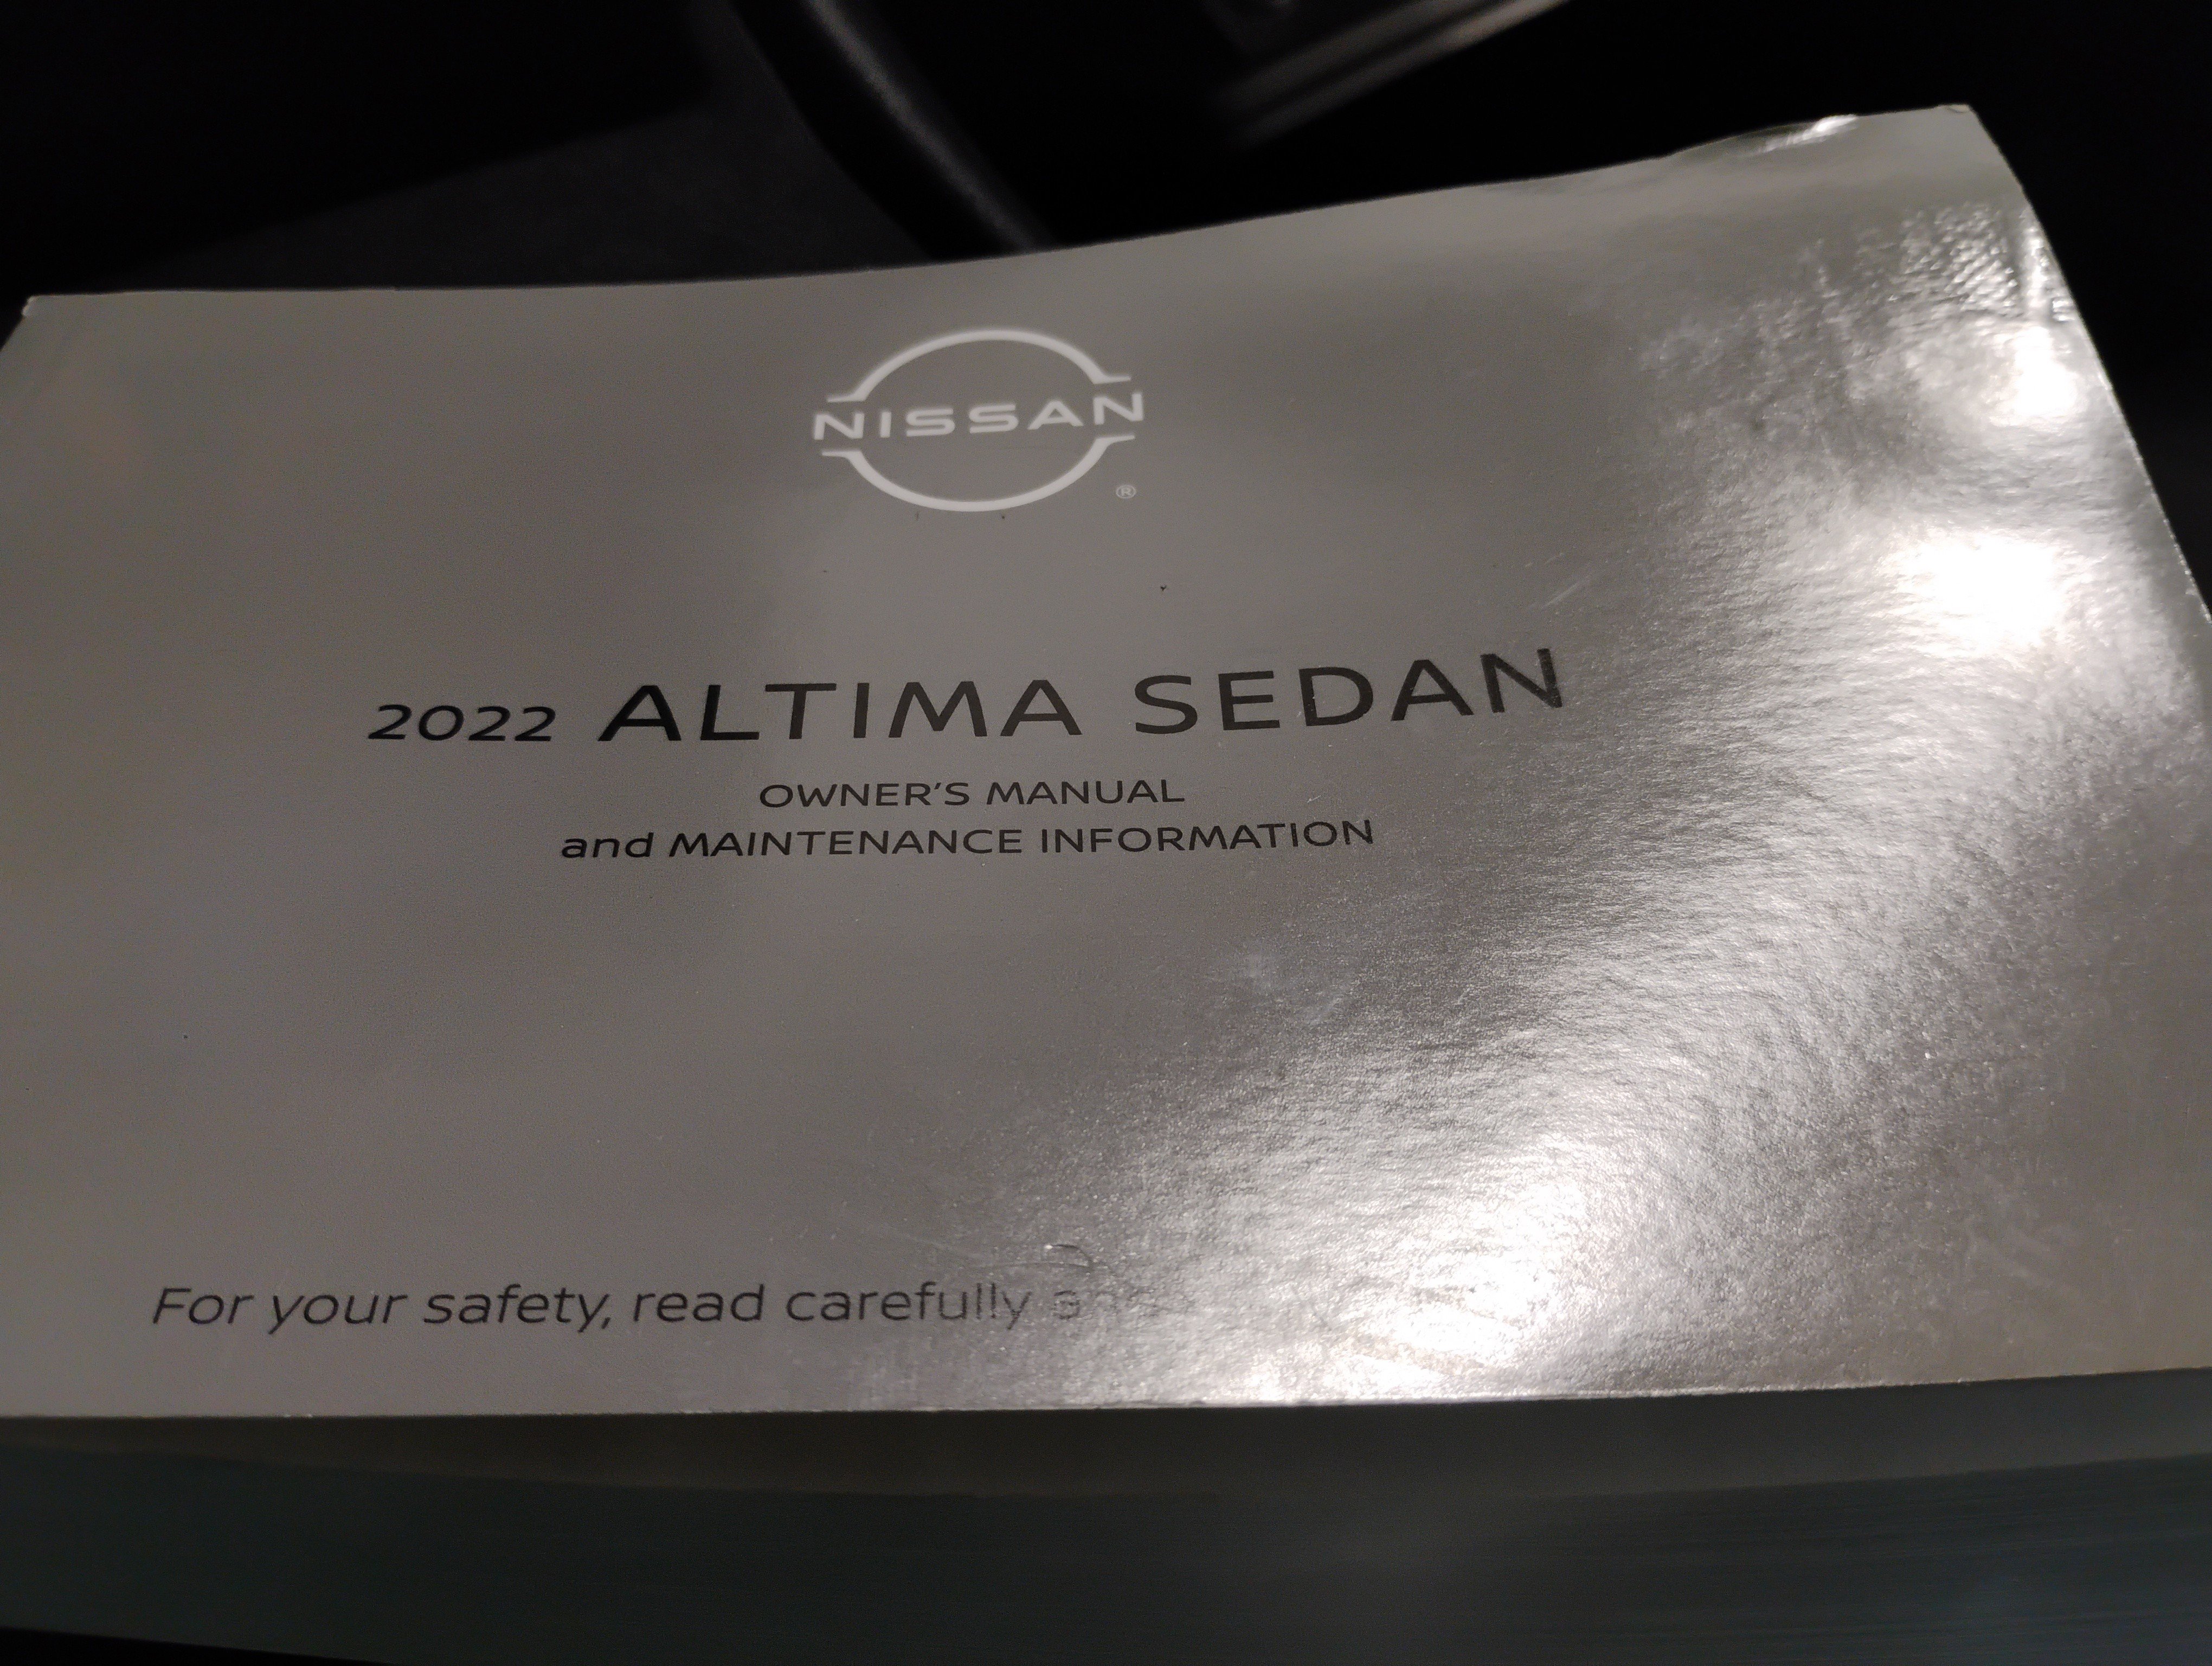 NISSAN
®
2022 ALTIMA SEDAN
OWNER'S MANUAL
and MAINTENANCE INFORMATION
For your safety, read carefully